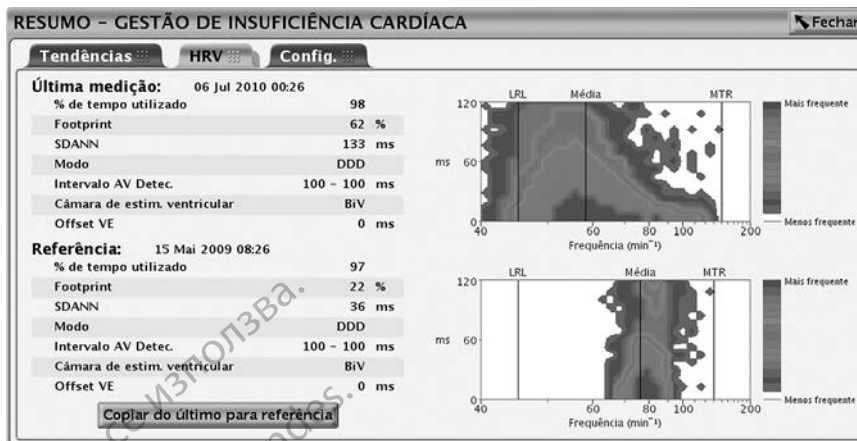 RESUMO – GESTÃO DE INSUFICIÊNCIA CARDÍACA
Fechar
Tendências
HRV
Config.
Última medição: 06 Jul 2010 00:26
% de tempo utilizado 98
Footprint 62 %
SDANN 133 ms
Modo DDD
Intervalo AV Detec. 100 – 100 ms
Câmara de estim. ventricular BiV
Offset VE 0 ms
Referência: 15 Mai 2009 08:26
% de tempo utilizado 97
Footprint 22 %
SDANN 36 ms
Modo DDD
Intervalo AV Detec. 100 – 100 ms
Câmara de estim. ventricular BiV
Offset VE 0 ms
Copiar do último para referência
LRL Média MTR
120
ms 60
0
40 60 80 100 200
Frequência (min⁻¹)
Mais frequente
Menos frequente
LRL Média MTR
120
ms 60
0
40 60 80 100 200
Frequência (min⁻¹)
Mais frequente
Menos frequente
се използва.